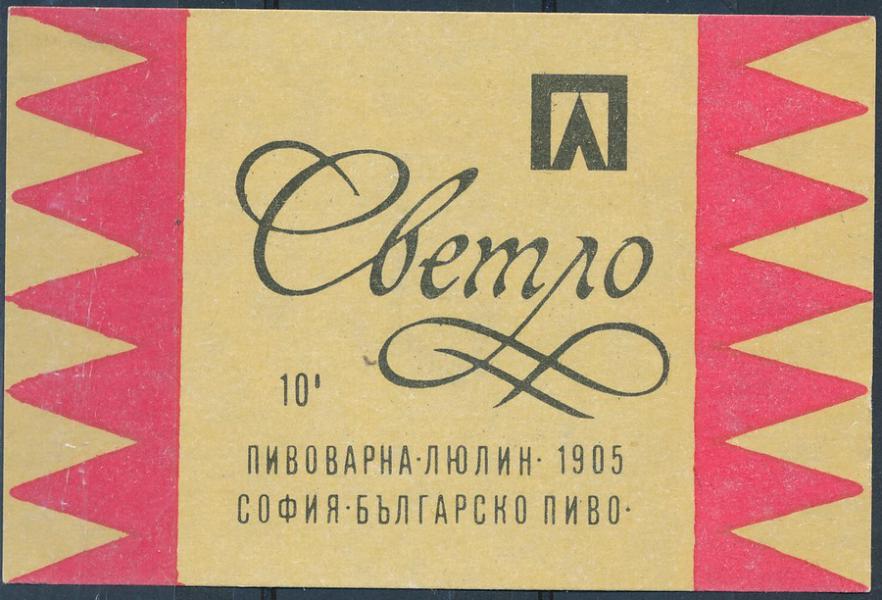 Светло
10'
ПИВОВАРНА·ЛЮЛИН· 1905
СОФИЯ·БЪЛГАРСКО ПИВО·